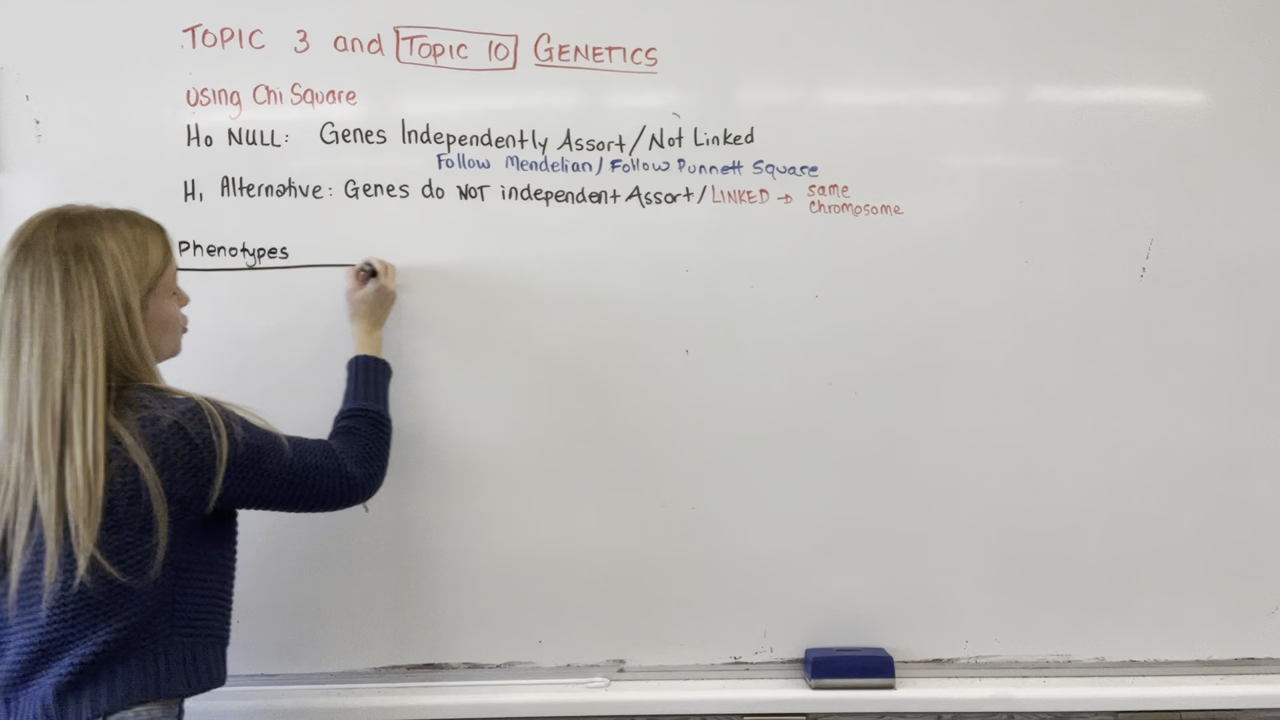 TOPIC 3 and Topic 10 GENETICS
Using Chi Square
Ho NULL: Genes Independently Assort/Not Linked
Follow Mendelian/Follow Punnett Square
H1 Alternative: Genes do NOT independent Assort/LINKED → same
chromosome
Phenotypes